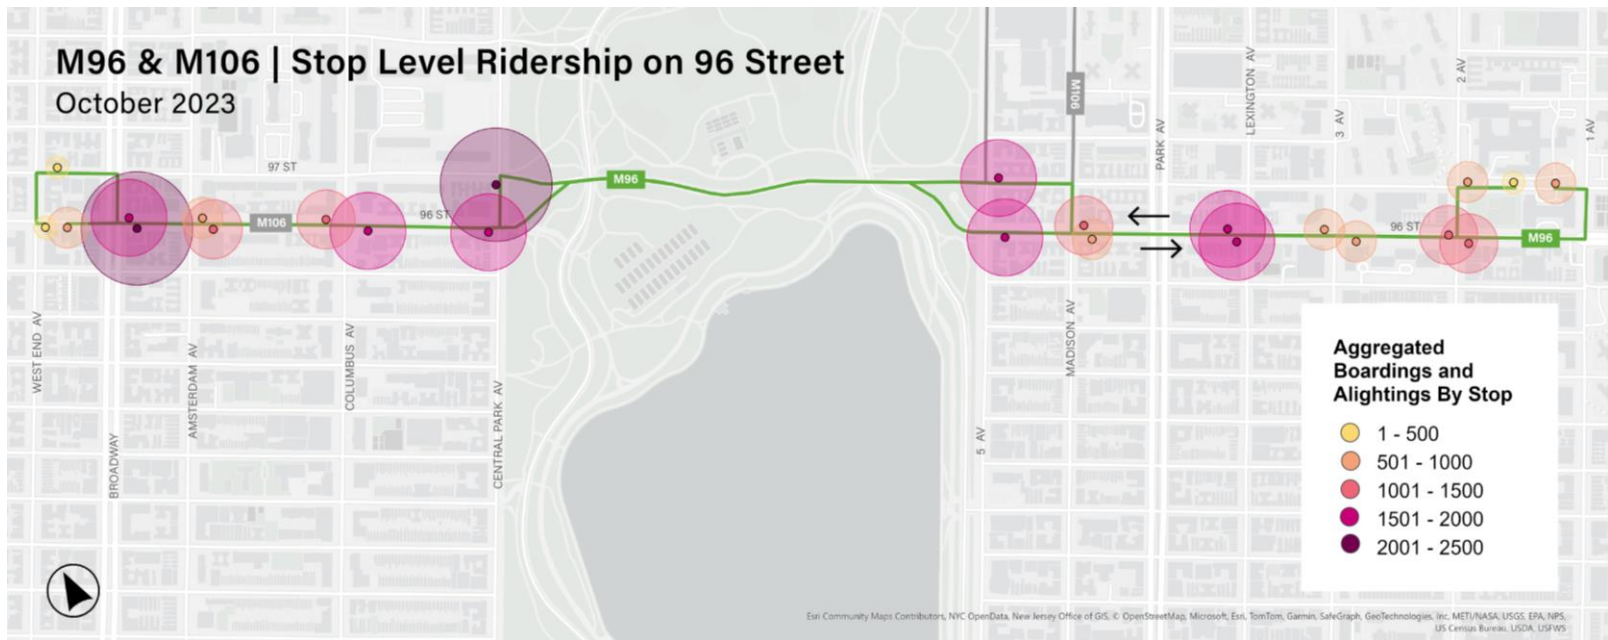 M96 & M106 | Stop Level Ridership on 96 Street
October 2023
97 ST
96 ST
M106
M96
M106
96 ST
M96
WEST END AV
BROADWAY
AMSTERDAM AV
COLUMBUS AV
CENTRAL PARK AV
5 AV
MADISON AV
PARK AV
LEXINGTON AV
3 AV
2 AV
1 AV
Aggregated
Boardings and
Alightings By Stop
1 - 500
501 - 1000
1001 - 1500
1501 - 2000
2001 - 2500
Esri Community Maps Contributors, NYC OpenData, New Jersey Office of GIS, © OpenStreetMap, Microsoft, Esri, TomTom, Garmin, SafeGraph, GeoTechnologies, Inc, METI/NASA, USGS, EPA, NPS,
US Census Bureau, USDA, USFWS